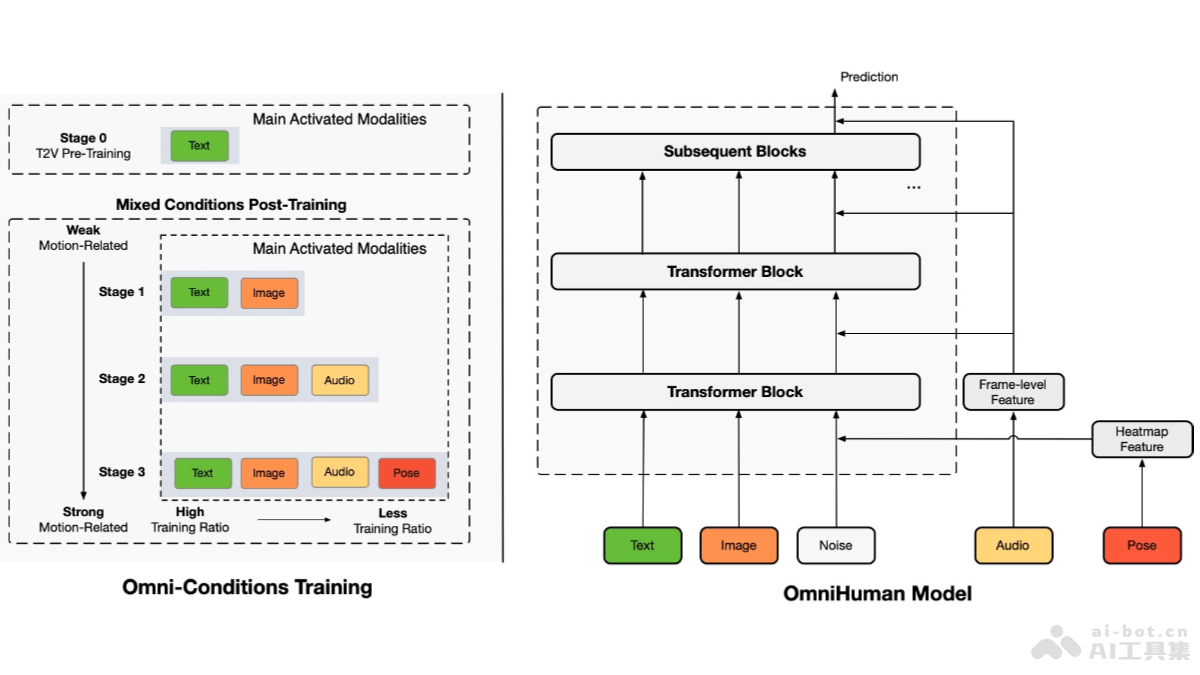 Main Activated Modalities
Stage 0
T2V Pre-Training
Text
Mixed Conditions Post-Training
Weak
Motion-Related
Main Activated Modalities
Stage 1
Text
Image
Stage 2
Text
Image
Audio
Stage 3
Text
Image
Audio
Pose
Strong
Motion-Related
High
Training Ratio
Less
Training Ratio
Omni-Conditions Training
Prediction
Subsequent Blocks
...
Transformer Block
Transformer Block
Frame-level
Feature
Heatmap
Feature
Text
Image
Noise
Audio
Pose
OmniHuman Model
ai-bot.cn
AI工具集